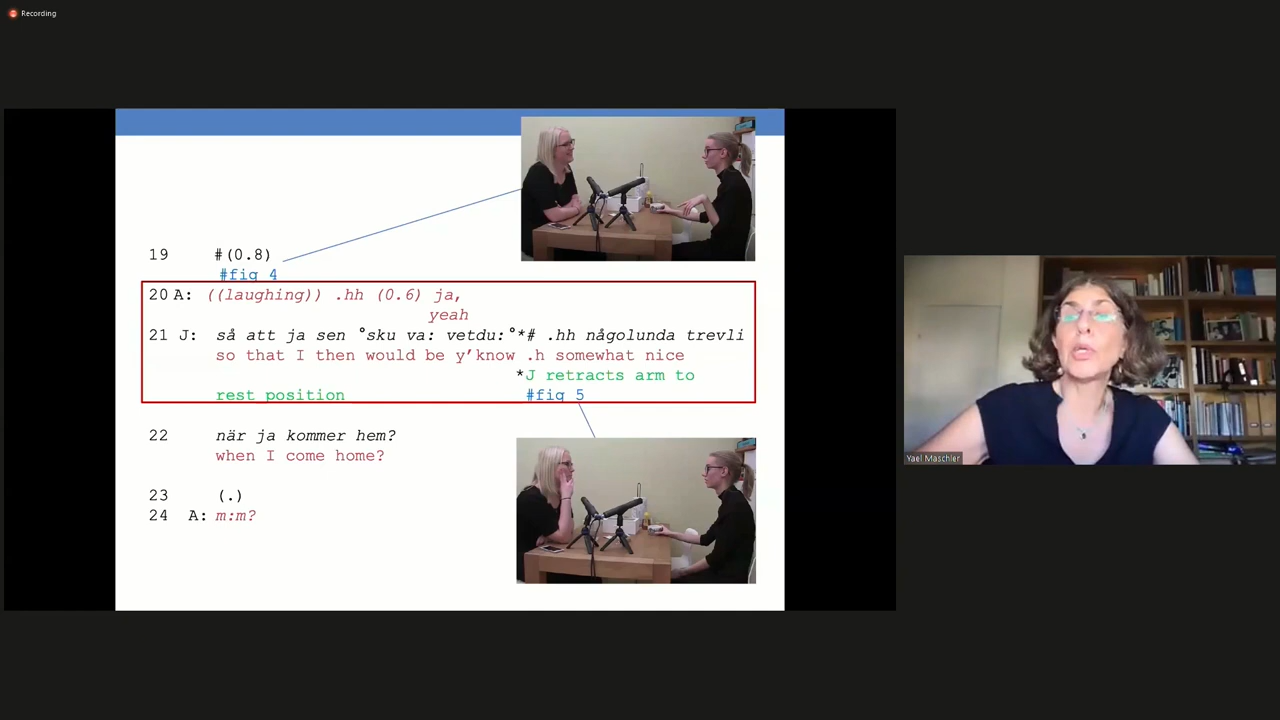 Recording
19 #(0.8)
#fig 4
20 A: ((laughing)) .hh (0.6) ja,
yeah
21 J: så att ja sen °sku va: vetdu:°*# .hh någolunda trevli
so that I then would be y’know .h somewhat nice
*J retracts arm to
rest position #fig 5
22 när ja kommer hem?
when I come home?
23 (.)
24 A: m:m?
Yael Maschler